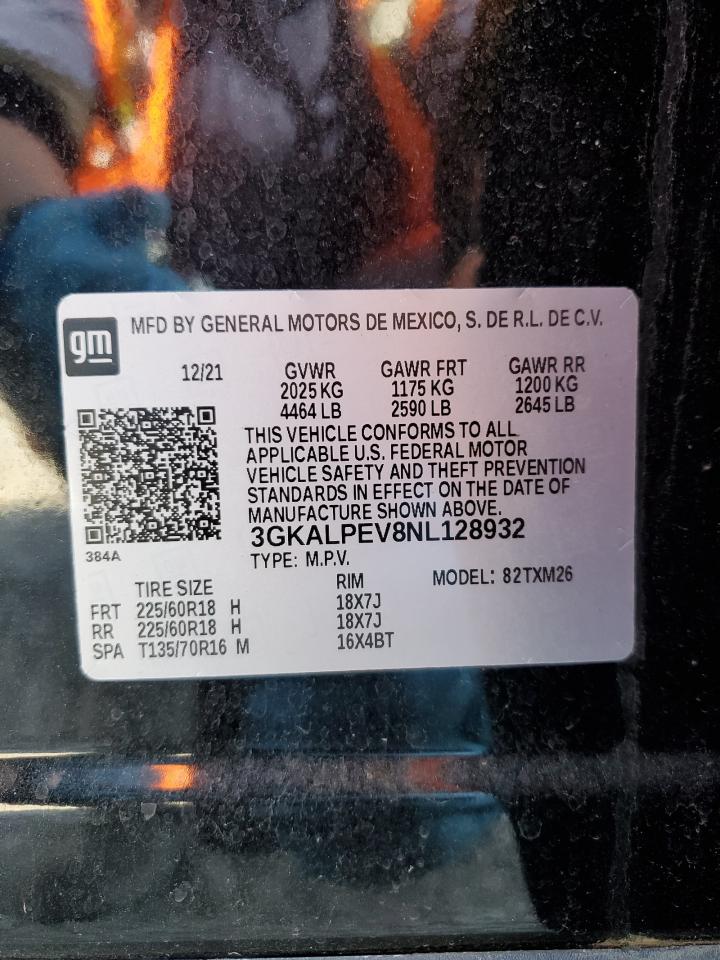 gm
MFD BY GENERAL MOTORS DE MEXICO, S. DE R.L. DE C.V.
12/21 GVWR GAWR FRT GAWR RR
2025 KG 1175 KG 1200 KG
4464 LB 2590 LB 2645 LB
THIS VEHICLE CONFORMS TO ALL
APPLICABLE U.S. FEDERAL MOTOR
VEHICLE SAFETY AND THEFT PREVENTION
STANDARDS IN EFFECT ON THE DATE OF
MANUFACTURE SHOWN ABOVE.
3GKALPEV8NL128932
384A
TYPE: M.P.V.
TIRE SIZE RIM MODEL: 82TXM26
FRT 225/60R18 H 18X7J
RR 225/60R18 H 18X7J
SPA T135/70R16 M 16X4BT